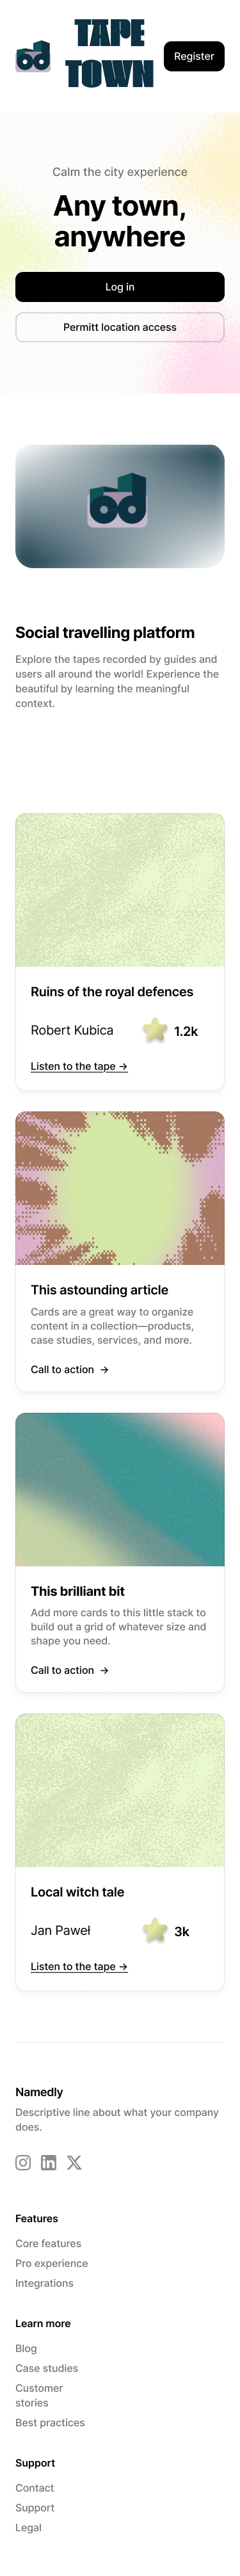 TAPE
TOWN
Register
Calm the city experience
Any town,
anywhere
Log in
Permitt location access
Social travelling platform
Explore the tapes recorded by guides and
users all around the world! Experience the
beautiful by learning the meaningful
context.
Ruins of the royal defences
Robert Kubica
1.2k
Listen to the tape →
This astounding article
Cards are a great way to organize
content in a collection—products,
case studies, services, and more.
Call to action →
This brilliant bit
Add more cards to this little stack to
build out a grid of whatever size and
shape you need.
Call to action →
Local witch tale
Jan Paweł
3k
Listen to the tape →
Namedly
Descriptive line about what your company
does.
Features
Core features
Pro experience
Integrations
Learn more
Blog
Case studies
Customer
stories
Best practices
Support
Contact
Support
Legal